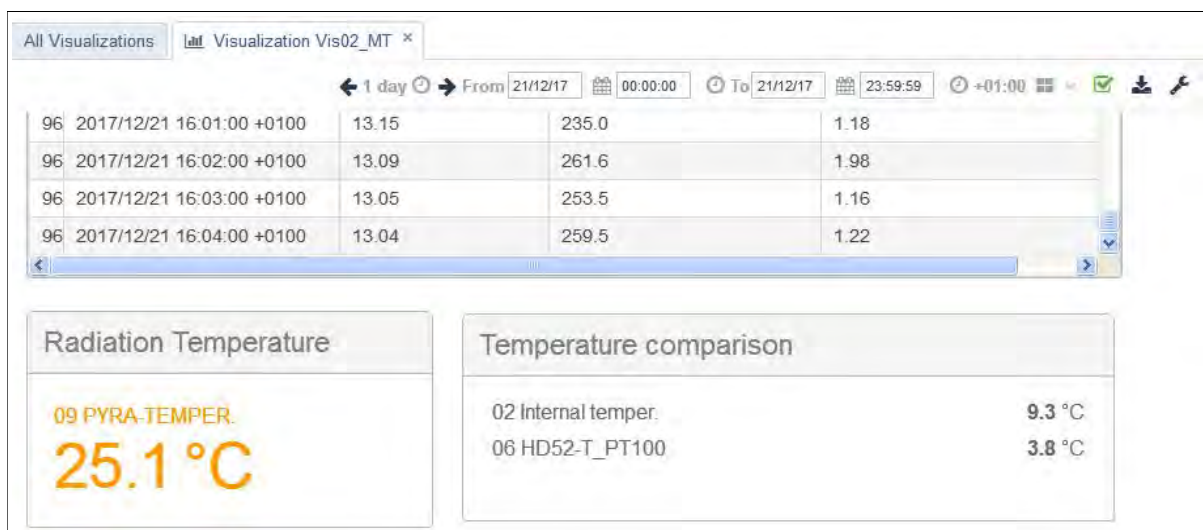 All Visualizations Visualization Vis02_MT ×
1 day From 21/12/17 00:00:00 To 21/12/17 23:59:59 +01:00
96 2017/12/21 16:01:00 +0100 13.15 235.0 1.18
96 2017/12/21 16:02:00 +0100 13.09 261.6 1.98
96 2017/12/21 16:03:00 +0100 13.05 253.5 1.16
96 2017/12/21 16:04:00 +0100 13.04 259.5 1.22
Radiation Temperature
09 PYRA-TEMPER.
25.1 °C
Temperature comparison
02 Internal temper. 9.3 °C
06 HD52-T_PT100 3.8 °C